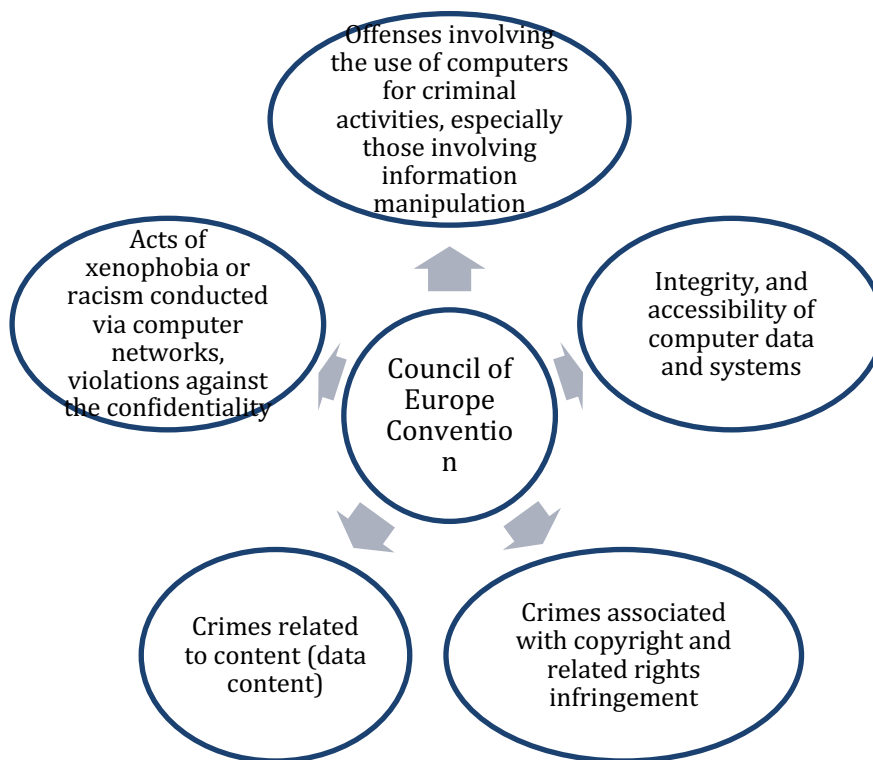 Offenses involving
the use of computers
for criminal
activities, especially
those involving
information
manipulation
Acts of
xenophobia or
racism conducted
via computer
networks,
violations against
the confidentiality
Integrity, and
accessibility of
computer data
and systems
Council of
Europe
Conventio
n
Crimes related
to content (data
content)
Crimes associated
with copyright and
related rights
infringement